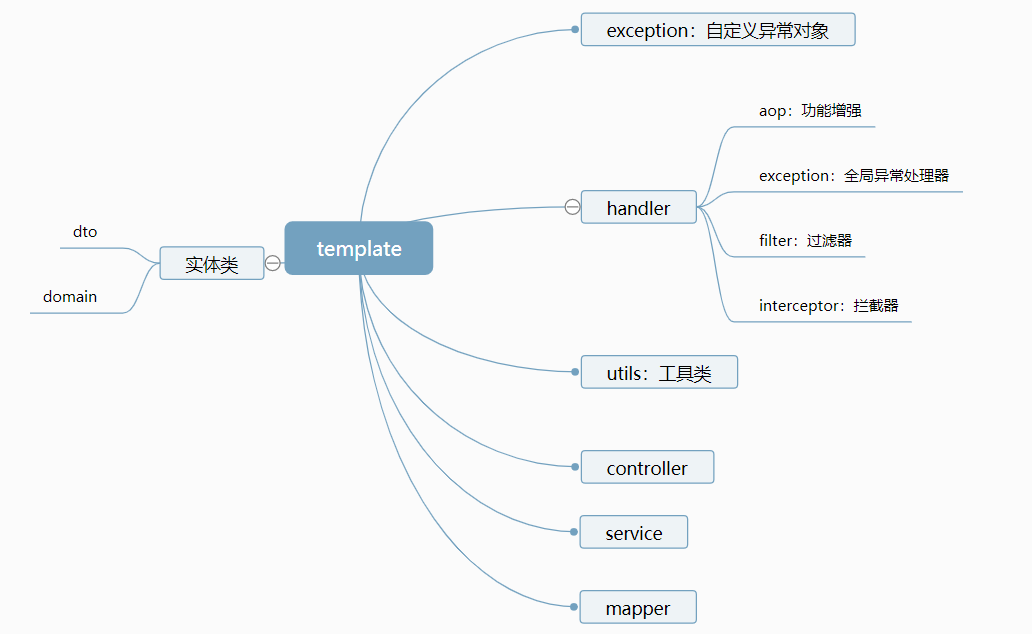 template
exception：自定义异常对象
handler
aop：功能增强
exception：全局异常处理器
filter：过滤器
interceptor：拦截器
utils：工具类
controller
service
mapper
实体类
dto
domain